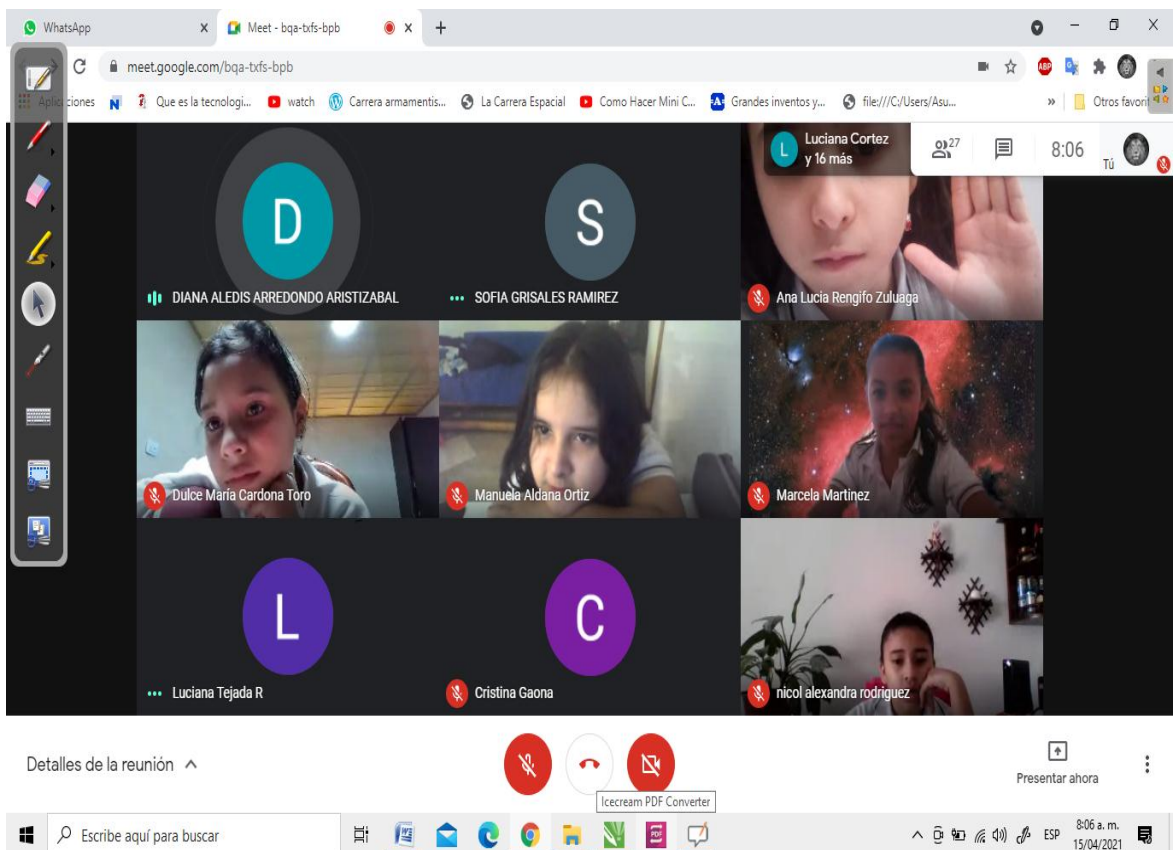 WhatsApp
Meet - bqa-txfs-bpb
meet.google.com/bqa-txfs-bpb
ABP
Aplicaciones
Que es la tecnologi...
watch
Carrera armamentis...
La Carrera Espacial
Como Hacer Mini C...
Grandes inventos y...
file:///C:/Users/Asu...
»
Otros favorit
L
Luciana Cortez
y 16 más
27
8:06
Tú
D
DIANA ALEDIS ARREDONDO ARISTIZABAL
S
SOFIA GRISALES RAMIREZ
Ana Lucia Rengifo Zuluaga
Dulce María Cardona Toro
Manuela Aldana Ortiz
Marcela Martinez
L
Luciana Tejada R
C
Cristina Gaona
nicol alexandra rodriguez
Detalles de la reunión
Presentar ahora
Icecream PDF Converter
Escribe aquí para buscar
PDF
ESP
8:06 a. m.
15/04/2021